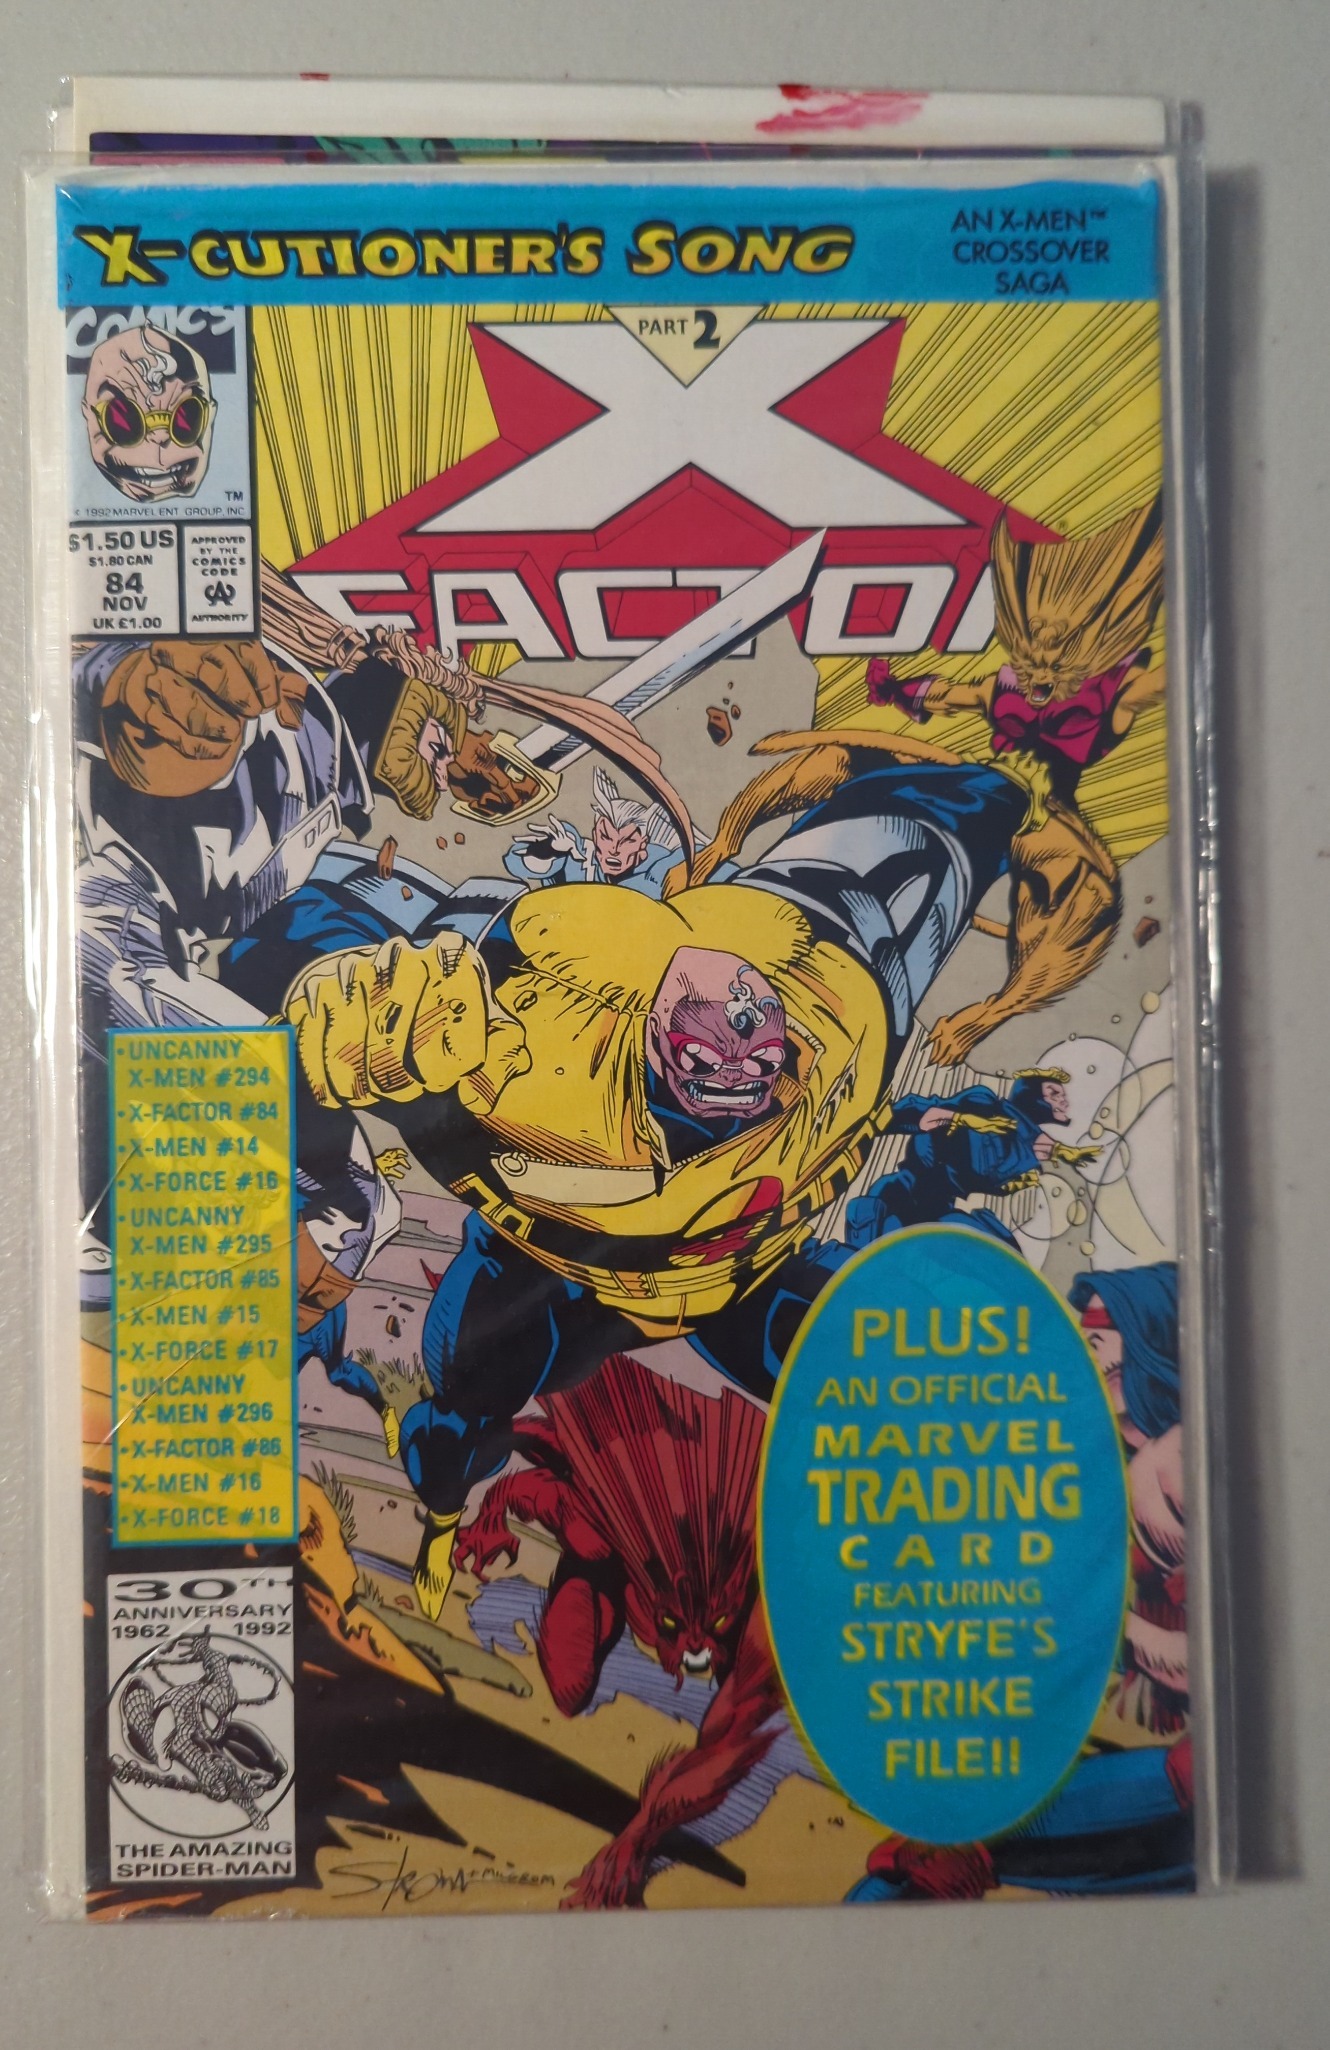 X-CUTIONER'S SONG
AN X-MEN™
CROSSOVER
SAGA
COMICS
PART 2
X
FACTOR
®
TM
1992 MARVEL ENT. GROUP, INC
$1.50 US
$1.80 CAN
84
NOV
UK £1.00
APPROVED
BY THE
COMICS
CODE
CA
AUTHORITY
• UNCANNY
X-MEN #294
• X-FACTOR #84
• X-MEN #14
• X-FORCE #16
• UNCANNY
X-MEN #295
• X-FACTOR #85
• X-MEN #15
• X-FORCE #17
• UNCANNY
X-MEN #296
• X-FACTOR #86
• X-MEN #16
• X-FORCE #18
PLUS!
AN OFFICIAL
MARVEL
TRADING
CARD
FEATURING
STRYFE'S
STRIKE
FILE!!
30TH
ANNIVERSARY
1962 1992
THE AMAZING
SPIDER-MAN
+ MILGROM